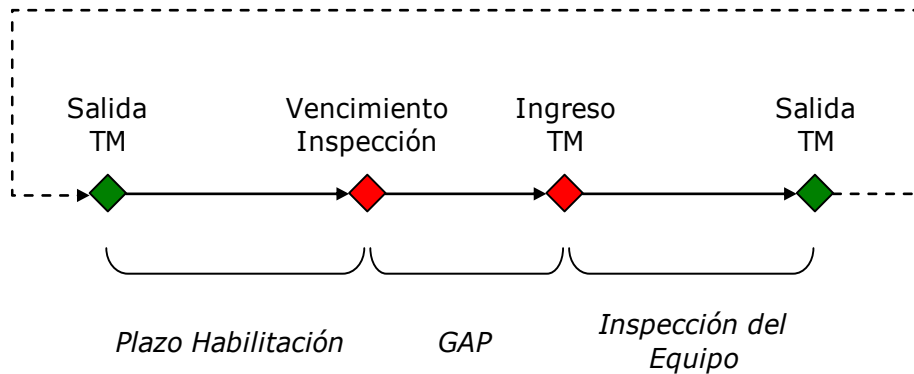 Salida
TM
Vencimiento
Inspección
Ingreso
TM
Salida
TM
Plazo Habilitación
GAP
Inspección del
Equipo